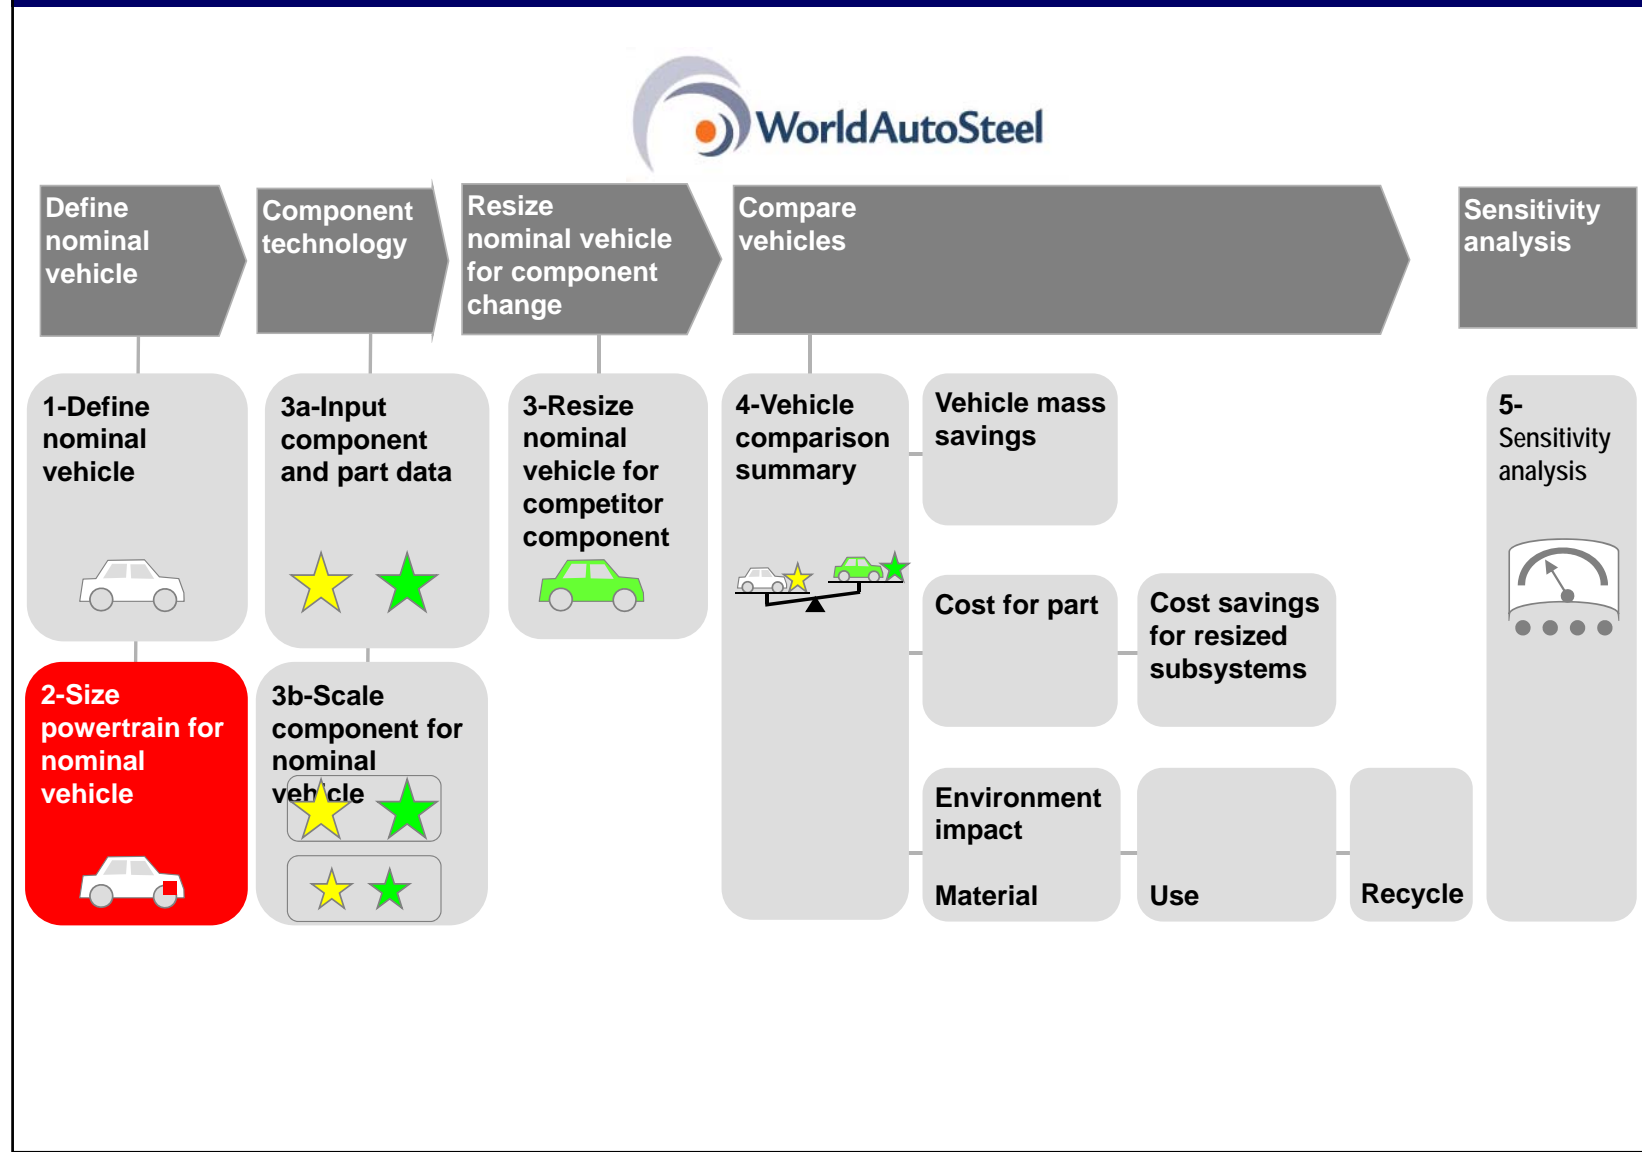 WorldAutoSteel
Define
nominal
vehicle
Component
technology
Resize
nominal vehicle
for component
change
Compare
vehicles
Sensitivity
analysis
1-Define
nominal
vehicle
3a-Input
component
and part data
3-Resize
nominal
vehicle for
competitor
component
4-Vehicle
comparison
summary
Vehicle mass
savings
5-
Sensitivity
analysis
Cost for part
Cost savings
for resized
subsystems
2-Size
powertrain for
nominal
vehicle
3b-Scale
component for
nominal
vehicle
Environment
impact
Material
Use
Recycle